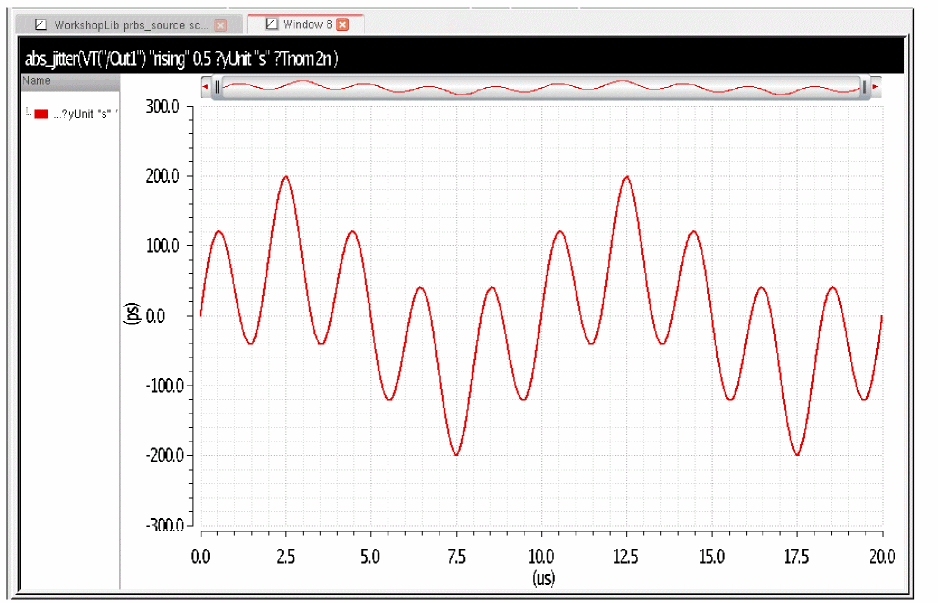 WorkshopLib prbs_source sc...
Window 8
abs_jitter(VT("/Out1") "rising" 0.5 ?yUnit "s" ?Tnom 2n )
Name
...?yUnit "s"
300.0
200.0
100.0
0.0
-100.0
-200.0
-300.0
(ps)
0.0 2.5 5.0 7.5 10.0 12.5 15.0 17.5 20.0
(us)